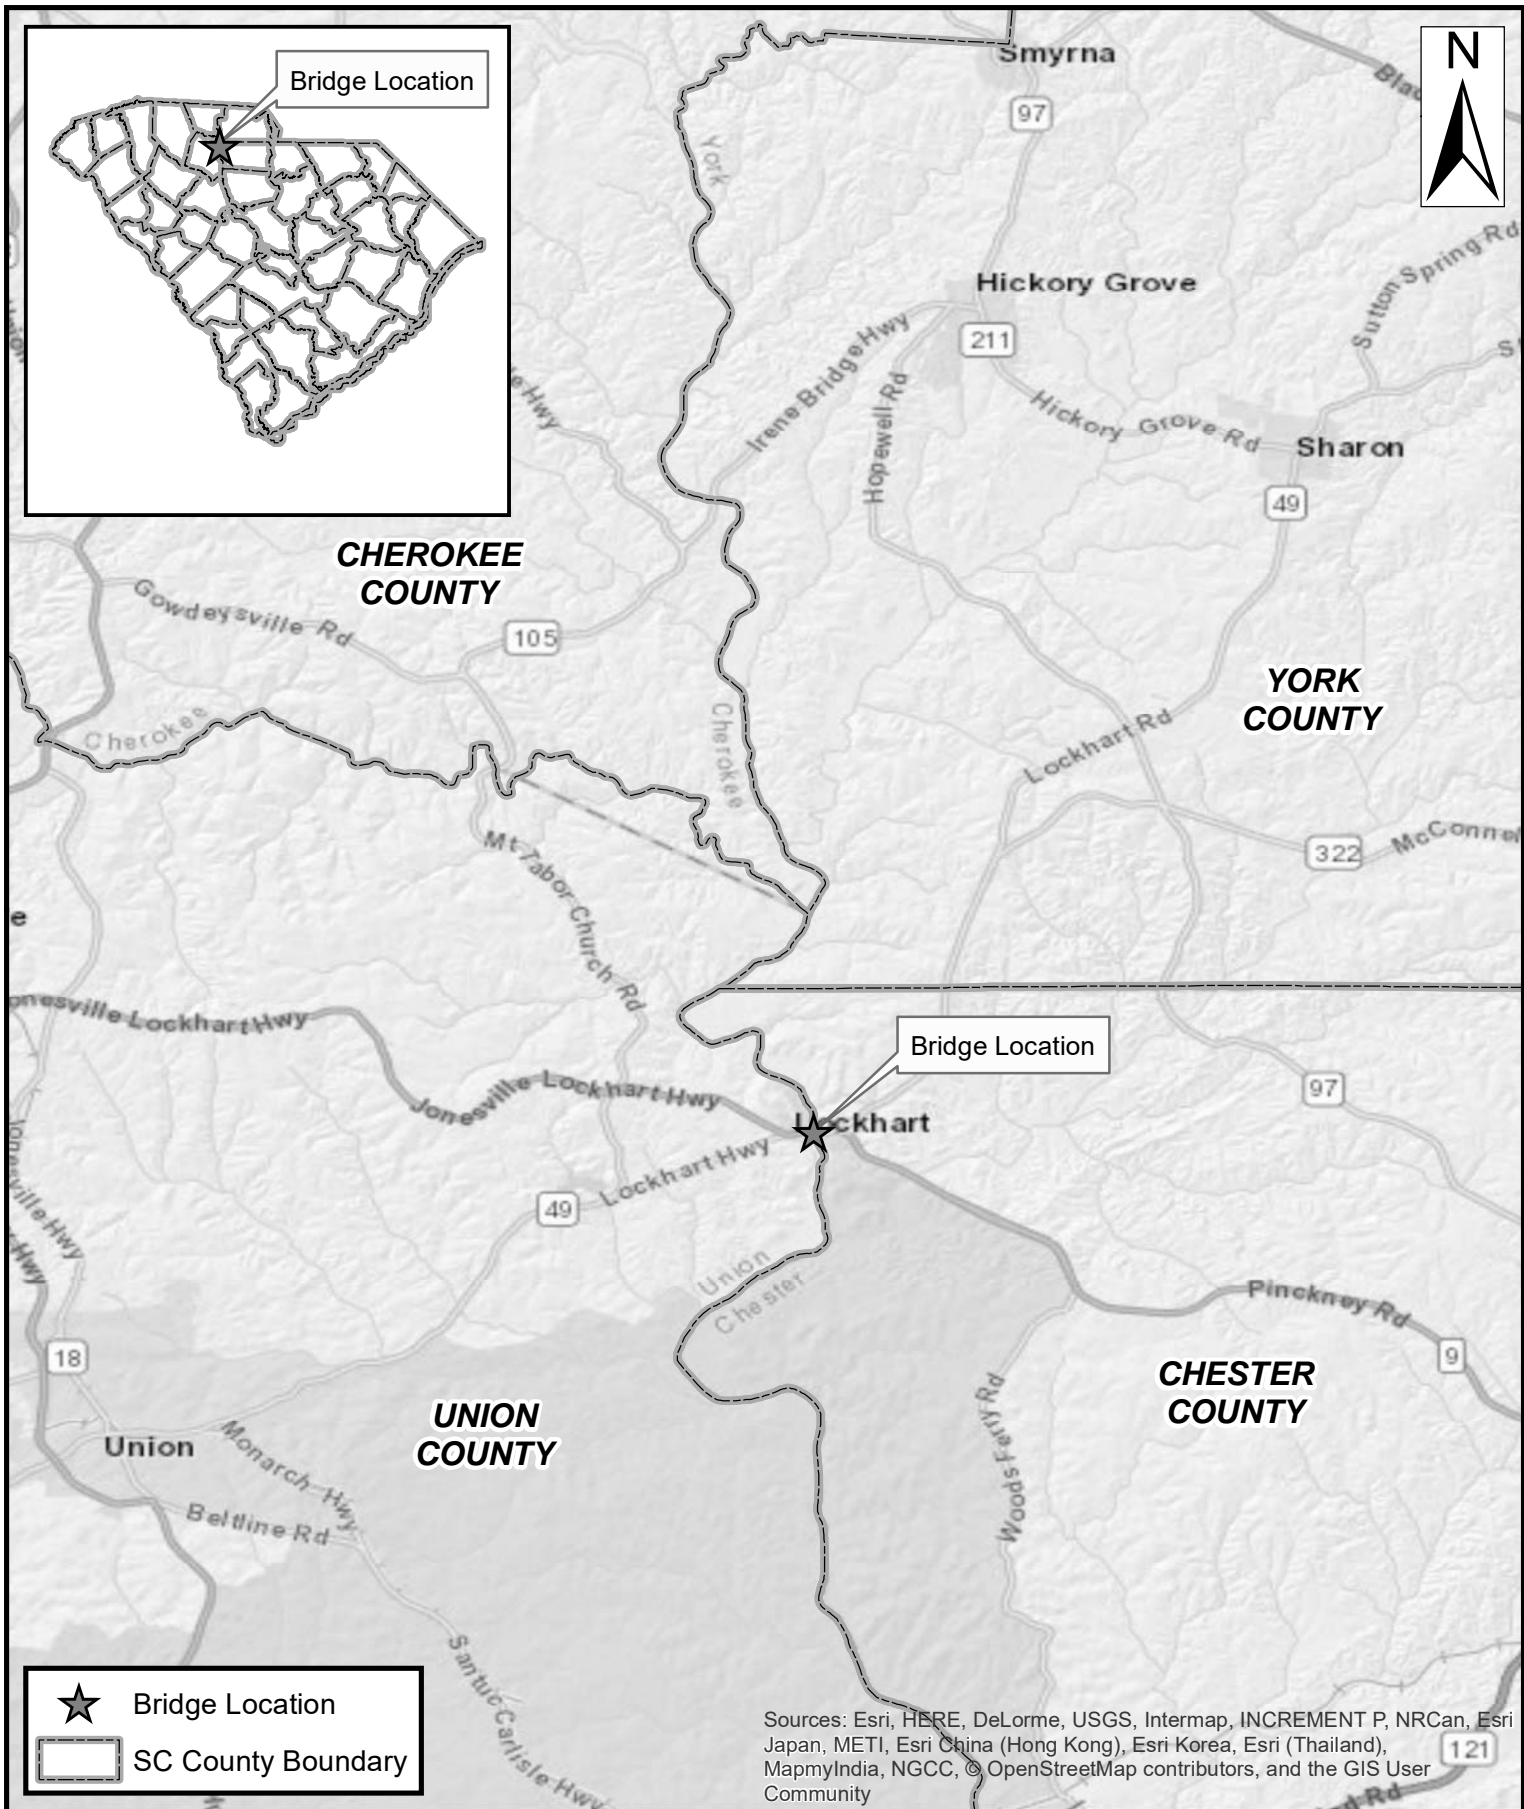 Bridge Location
N
Smyrna
97
York
Hickory Grove
211
Irene Bridge Hwy
Hopewell Rd
Hickory Grove Rd
Sutton Spring Rd
Sharon
49
CHEROKEE
COUNTY
Gowdeysville Rd
105
YORK
COUNTY
Cherokee
Cherokee
Lockhart Rd
Mt Tabor Church Rd
322
McConnel
e
onesville Lockhart Hwy
Bridge Location
Jonesville Lockhart Hwy
Lockhart
97
Lockhart Hwy
49
Jonesville Hwy
Hwy
Union
Chester
Pinckney Rd
9
18
CHESTER
COUNTY
UNION
COUNTY
Union
Monarch Hwy
Beltline Rd
Woods Ferry Rd
Santuc Carlisle Hwy
Bridge Location
SC County Boundary
Sources: Esri, HERE, DeLorme, USGS, Intermap, INCREMENT P, NRCan, Esri
Japan, METI, Esri China (Hong Kong), Esri Korea, Esri (Thailand),
MapmyIndia, NGCC, © OpenStreetMap contributors, and the GIS User
Community
121
Rd